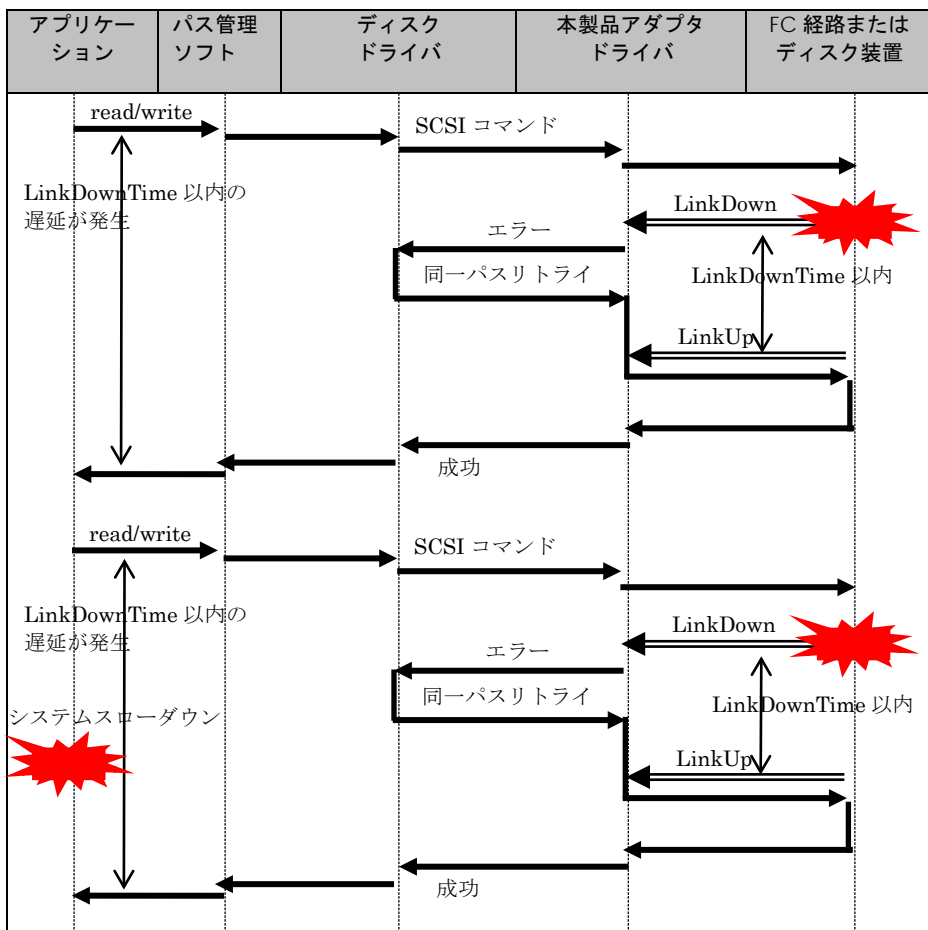 アプリケー
ション
パス管理
ソフト
ディスク
ドライバ
本製品アダプタ
ドライバ
FC 経路または
ディスク装置
read/write
SCSI コマンド
LinkDownTime 以内の
遅延が発生
LinkDown
エラー
同一パスリトライ
LinkDownTime 以内
LinkUp
成功
read/write
SCSI コマンド
LinkDownTime 以内の
遅延が発生
LinkDown
エラー
同一パスリトライ
LinkDownTime 以内
システムスローダウン
LinkUp
成功